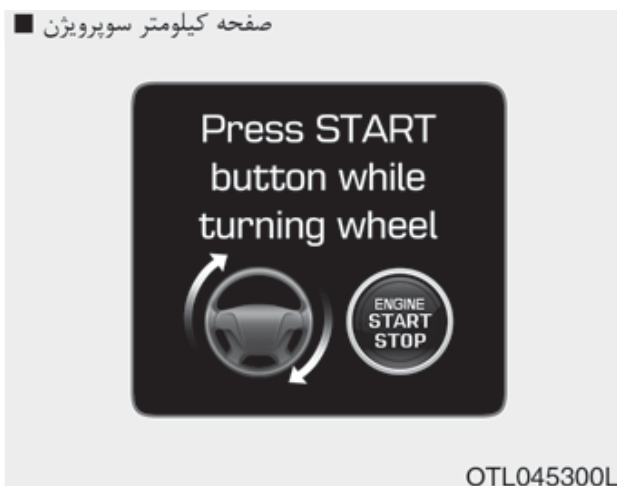 ■ صفحه کیلومتر سوپرویژن
Press START
button while
turning wheel
ENGINE
START
STOP
OTL045300L